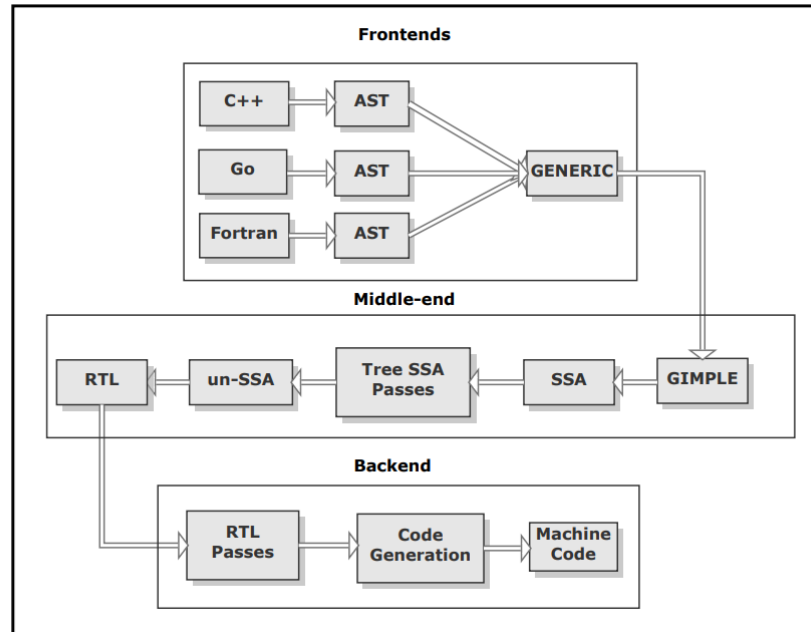 Frontends
C++
AST
Go
AST
GENERIC
Fortran
AST
Middle-end
RTL
un-SSA
Tree SSA
Passes
SSA
GIMPLE
Backend
RTL
Passes
Code
Generation
Machine
Code